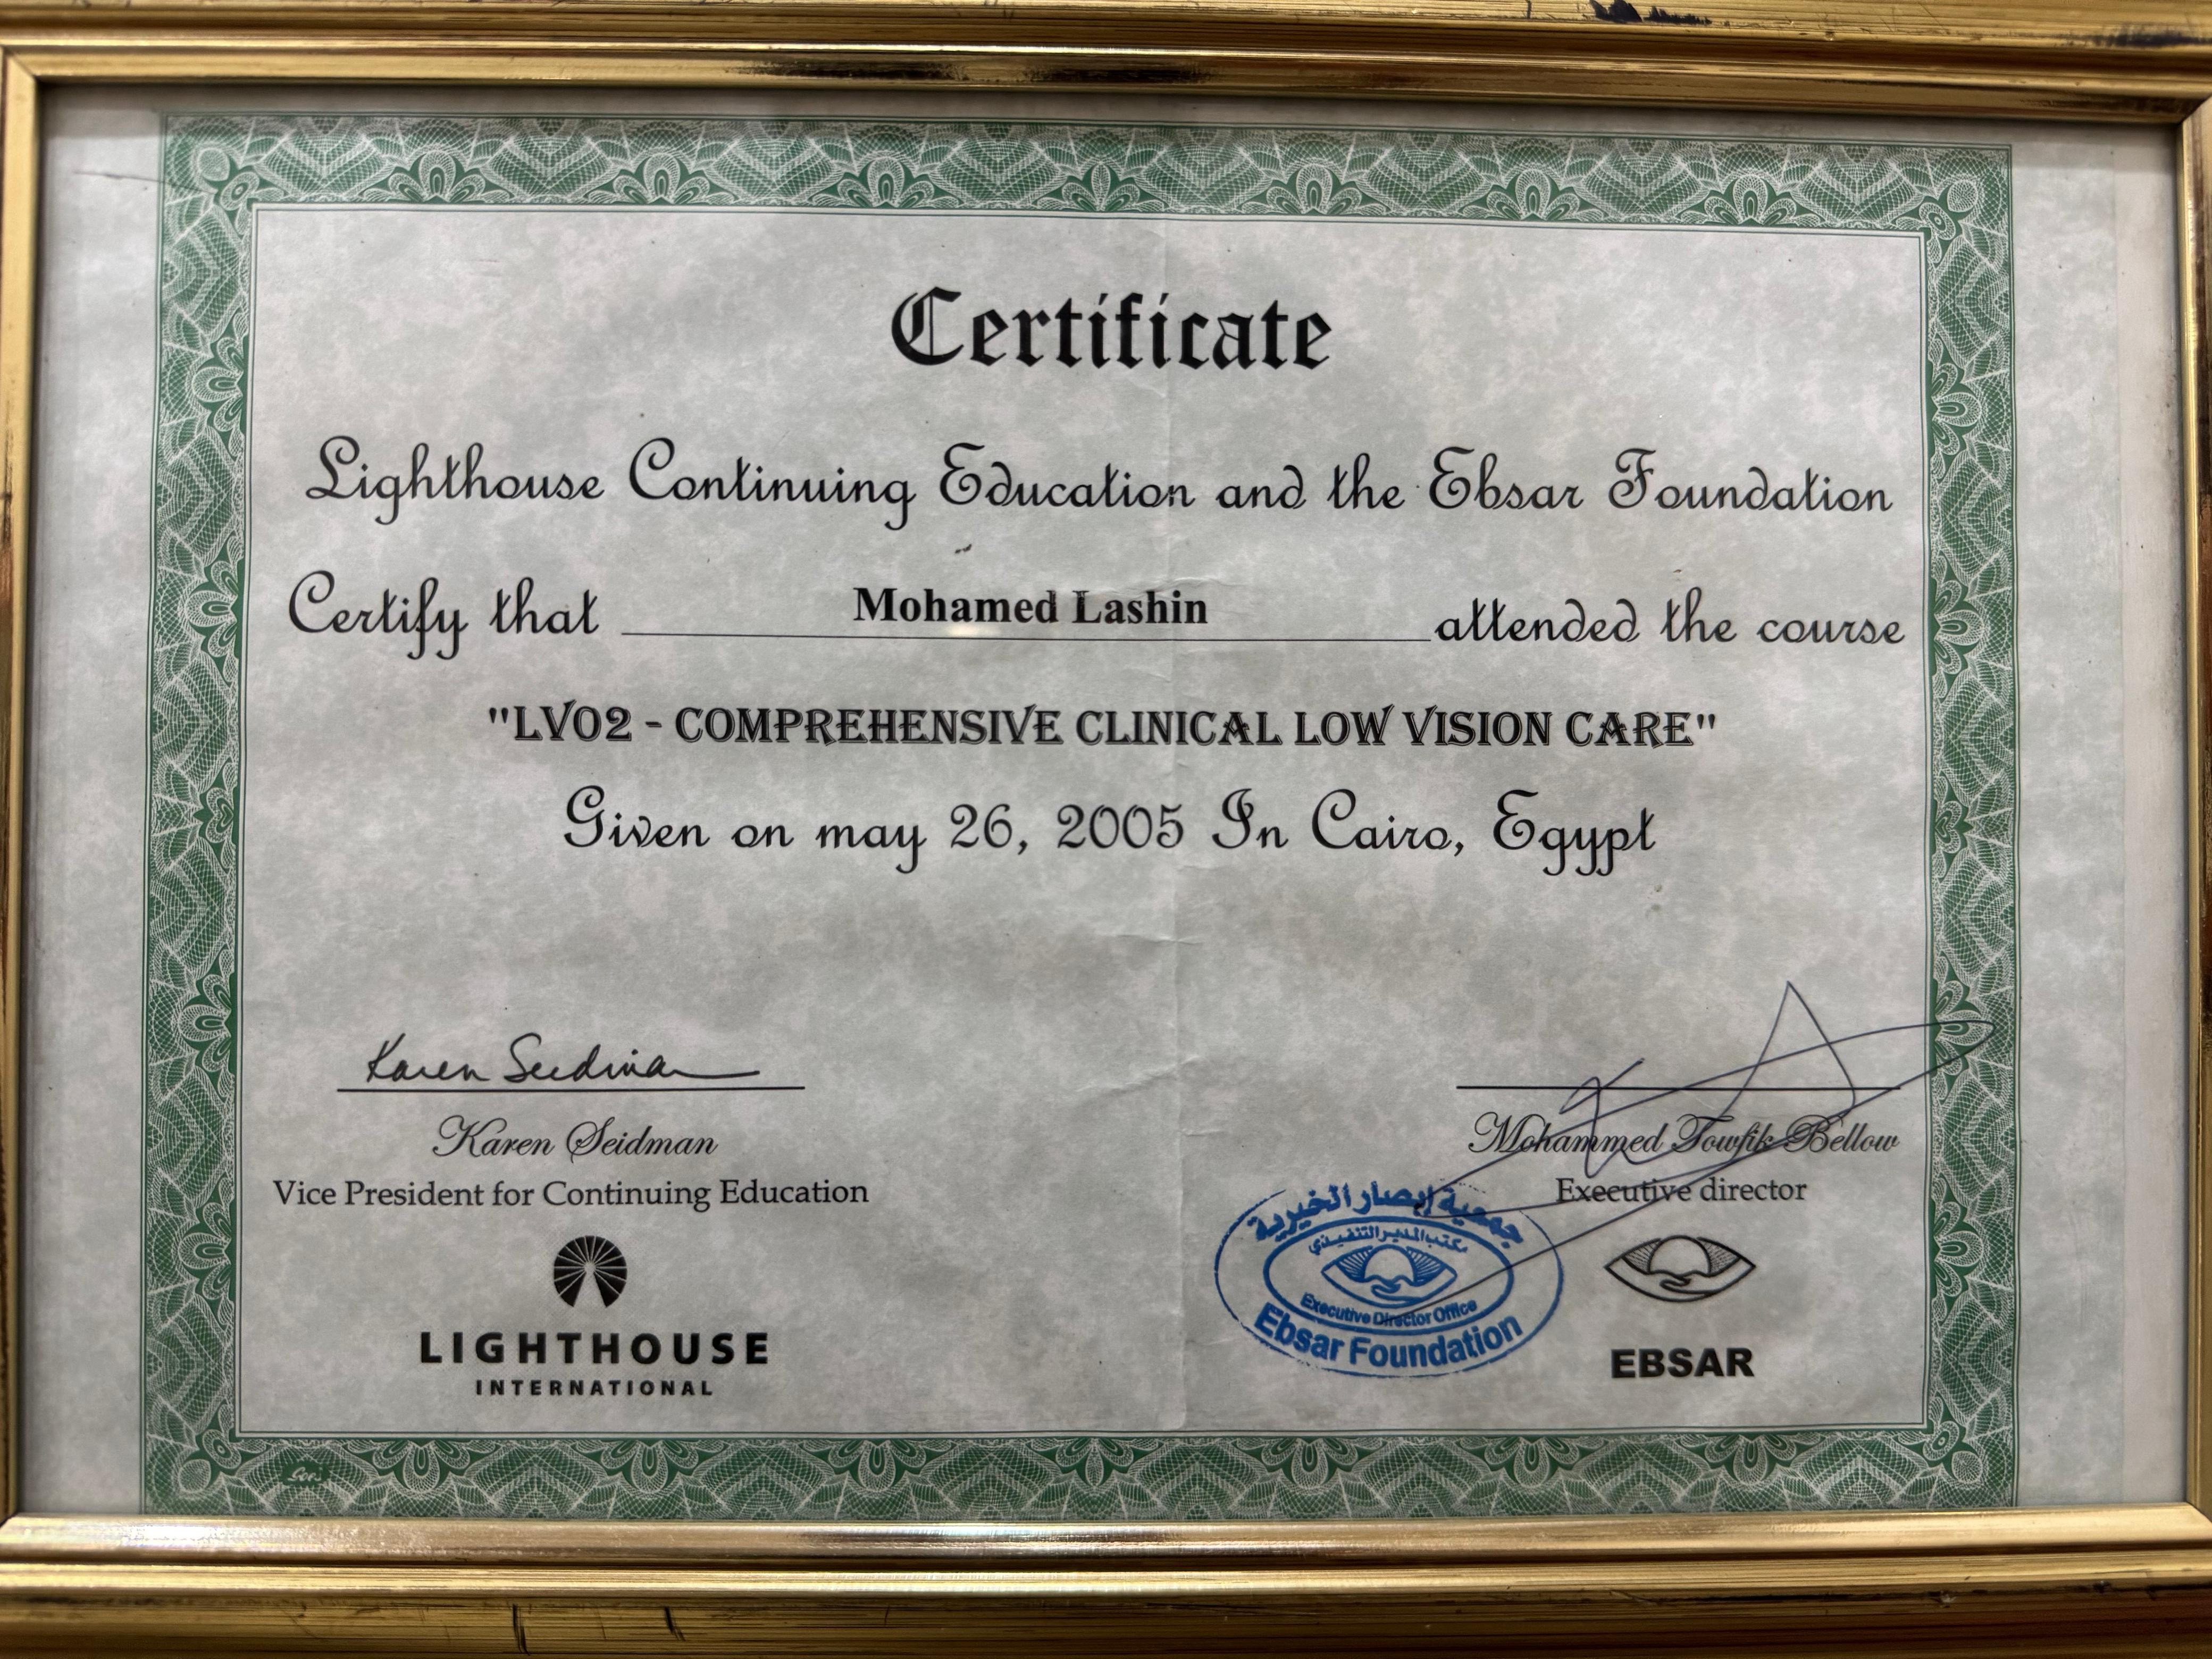 Certificate
Lighthouse Continuing Education and the Ebsar Foundation
Certify that Mohamed Lashin attended the course
"LV02 - COMPREHENSIVE CLINICAL LOW VISION CARE"
Given on may 26, 2005 In Cairo, Egypt
Karen Seidman
Karen Seidman
Vice President for Continuing Education
LIGHTHOUSE
INTERNATIONAL
Mohammed Towfik Bellow
Executive director
جمعية إبصار الخيرية
مكتب المدير التنفيذي
Executive Director Office
Ebsar Foundation
EBSAR
Goes